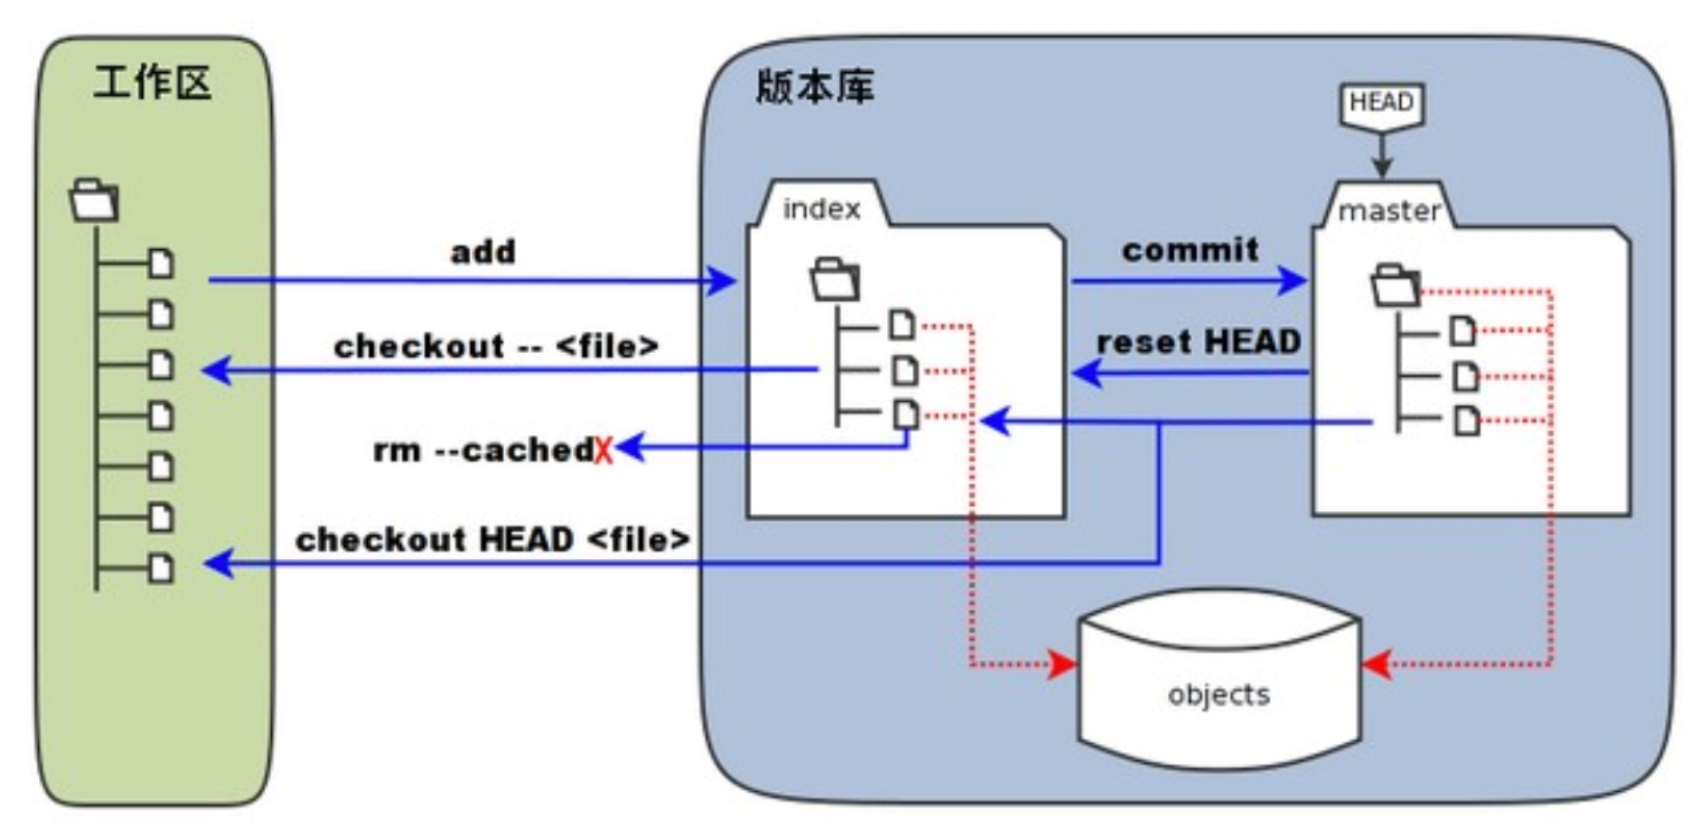 工作区
版本库
HEAD
index
master
add
commit
checkout -- <file>
reset HEAD
rm --cachedX
checkout HEAD <file>
objects